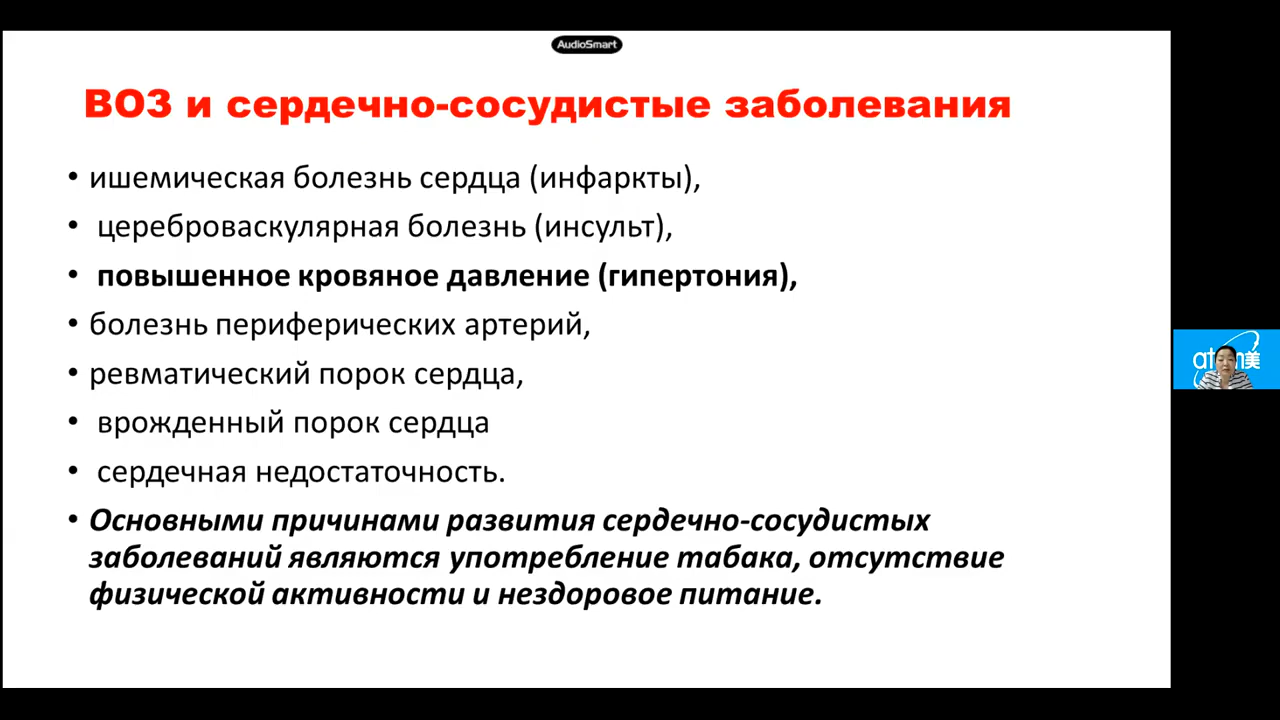 AudioSmart
ВОЗ и сердечно-сосудистые заболевания
• ишемическая болезнь сердца (инфаркты),
• цереброваскулярная болезнь (инсульт),
• повышенное кровяное давление (гипертония),
• болезнь периферических артерий,
• ревматический порок сердца,
• врожденный порок сердца
• сердечная недостаточность.
• Основными причинами развития сердечно-сосудистых
заболеваний являются употребление табака, отсутствие
физической активности и нездоровое питание.